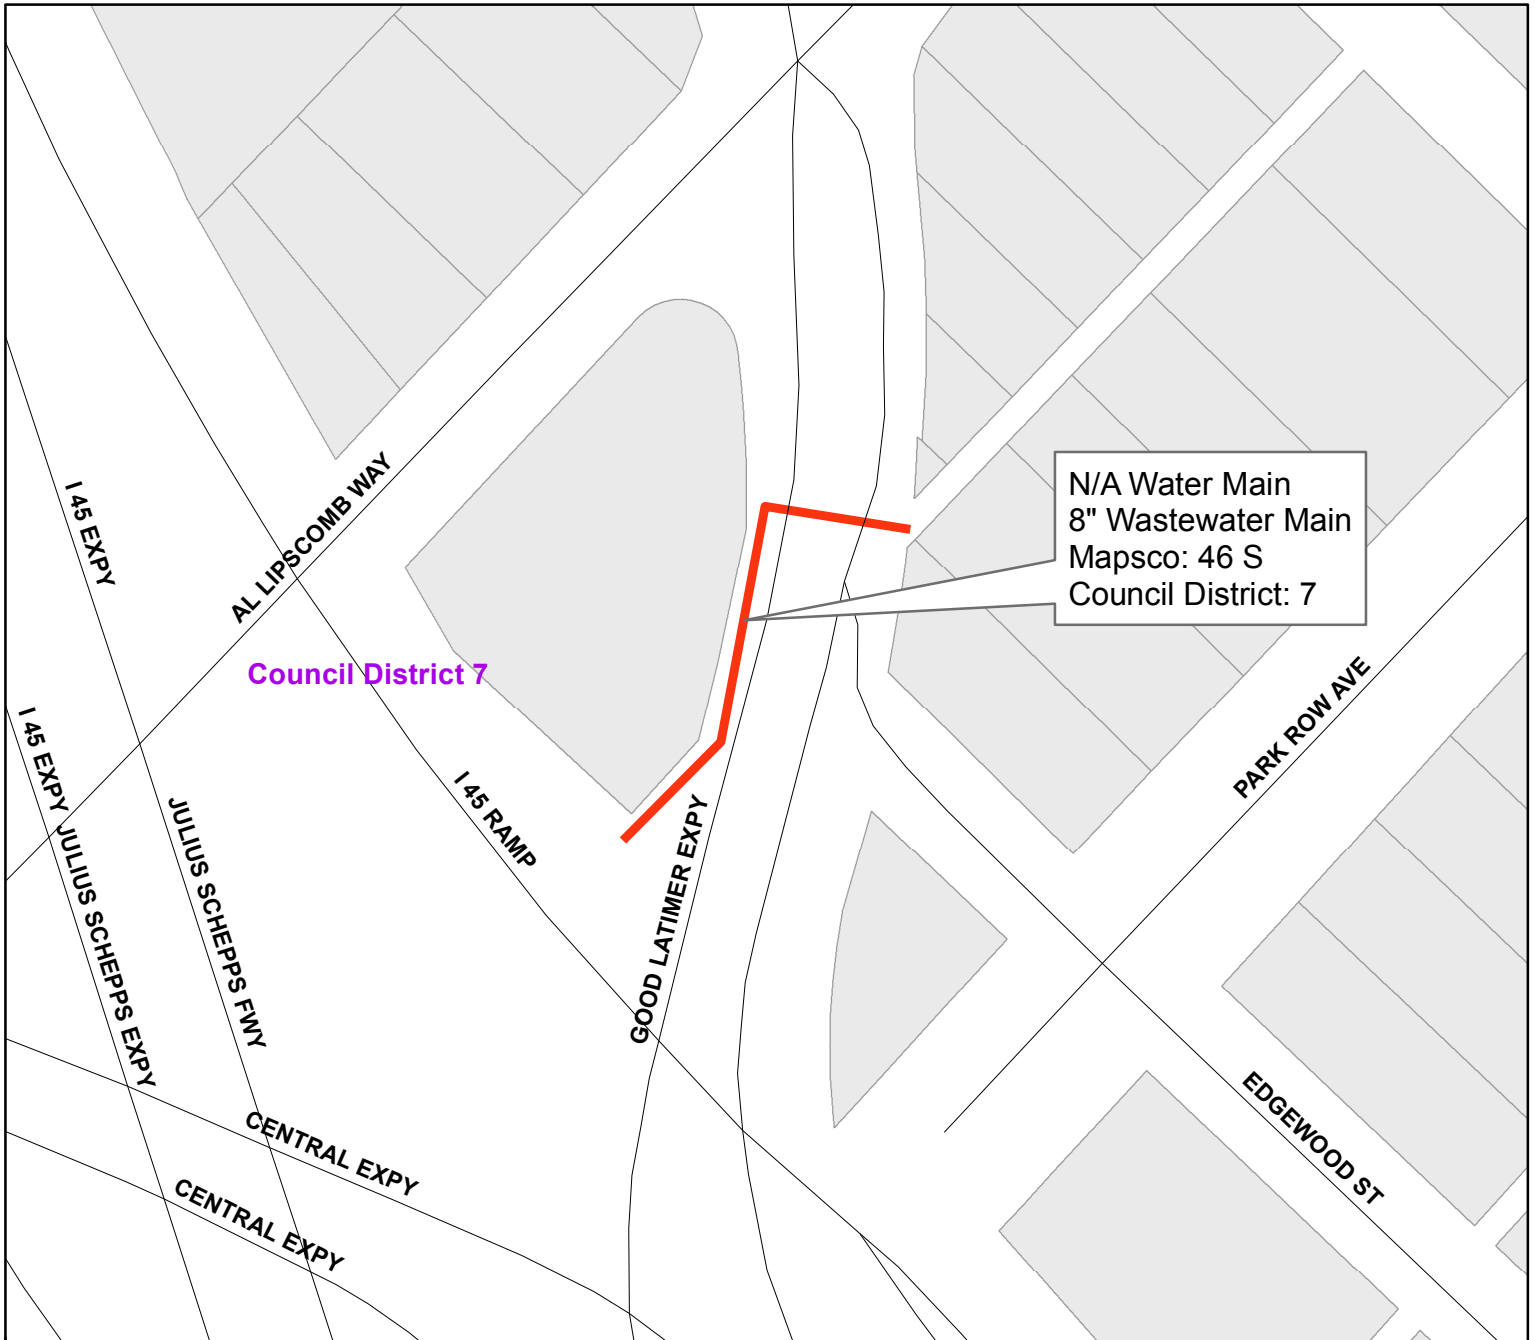 I 45 EXPY
AL LIPSCOMB WAY
N/A Water Main
8" Wastewater Main
Mapsco: 46 S
Council District: 7
Council District 7
PARK ROW AVE
I 45 EXPY
JULIUS SCHEPPS EXPY
JULIUS SCHEPPS FWY
I 45 RAMP
GOOD LATIMER EXPY
CENTRAL EXPY
CENTRAL EXPY
EDGEWOOD ST